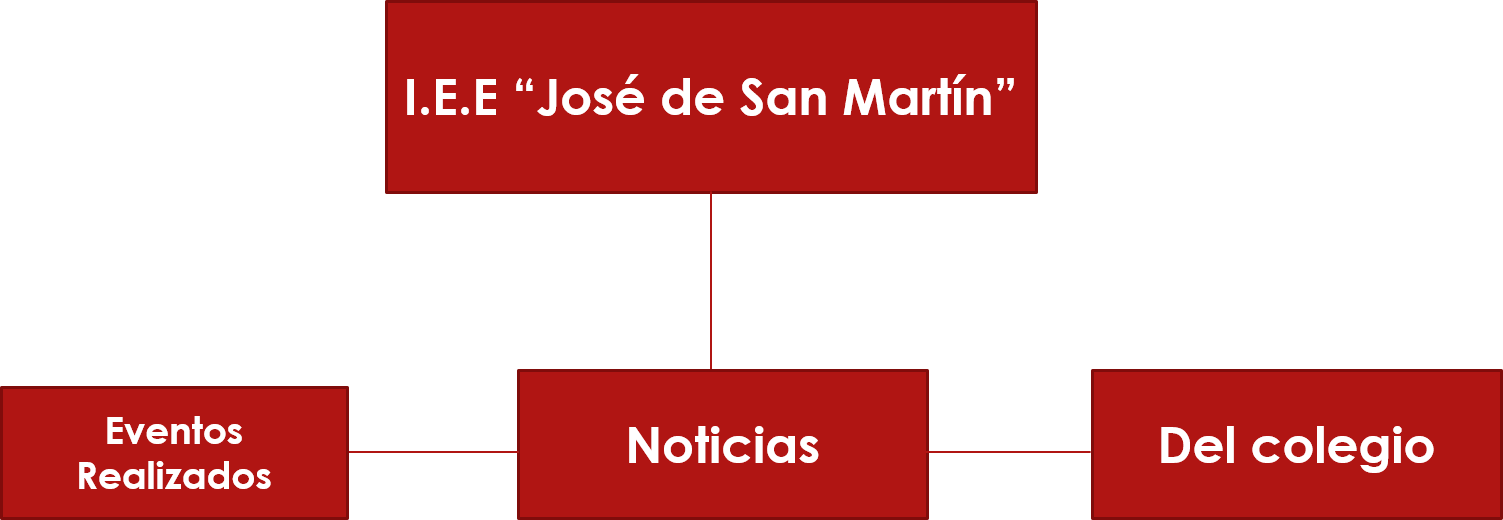 I.E.E “José de San Martín”
Eventos
Realizados
Noticias
Del colegio